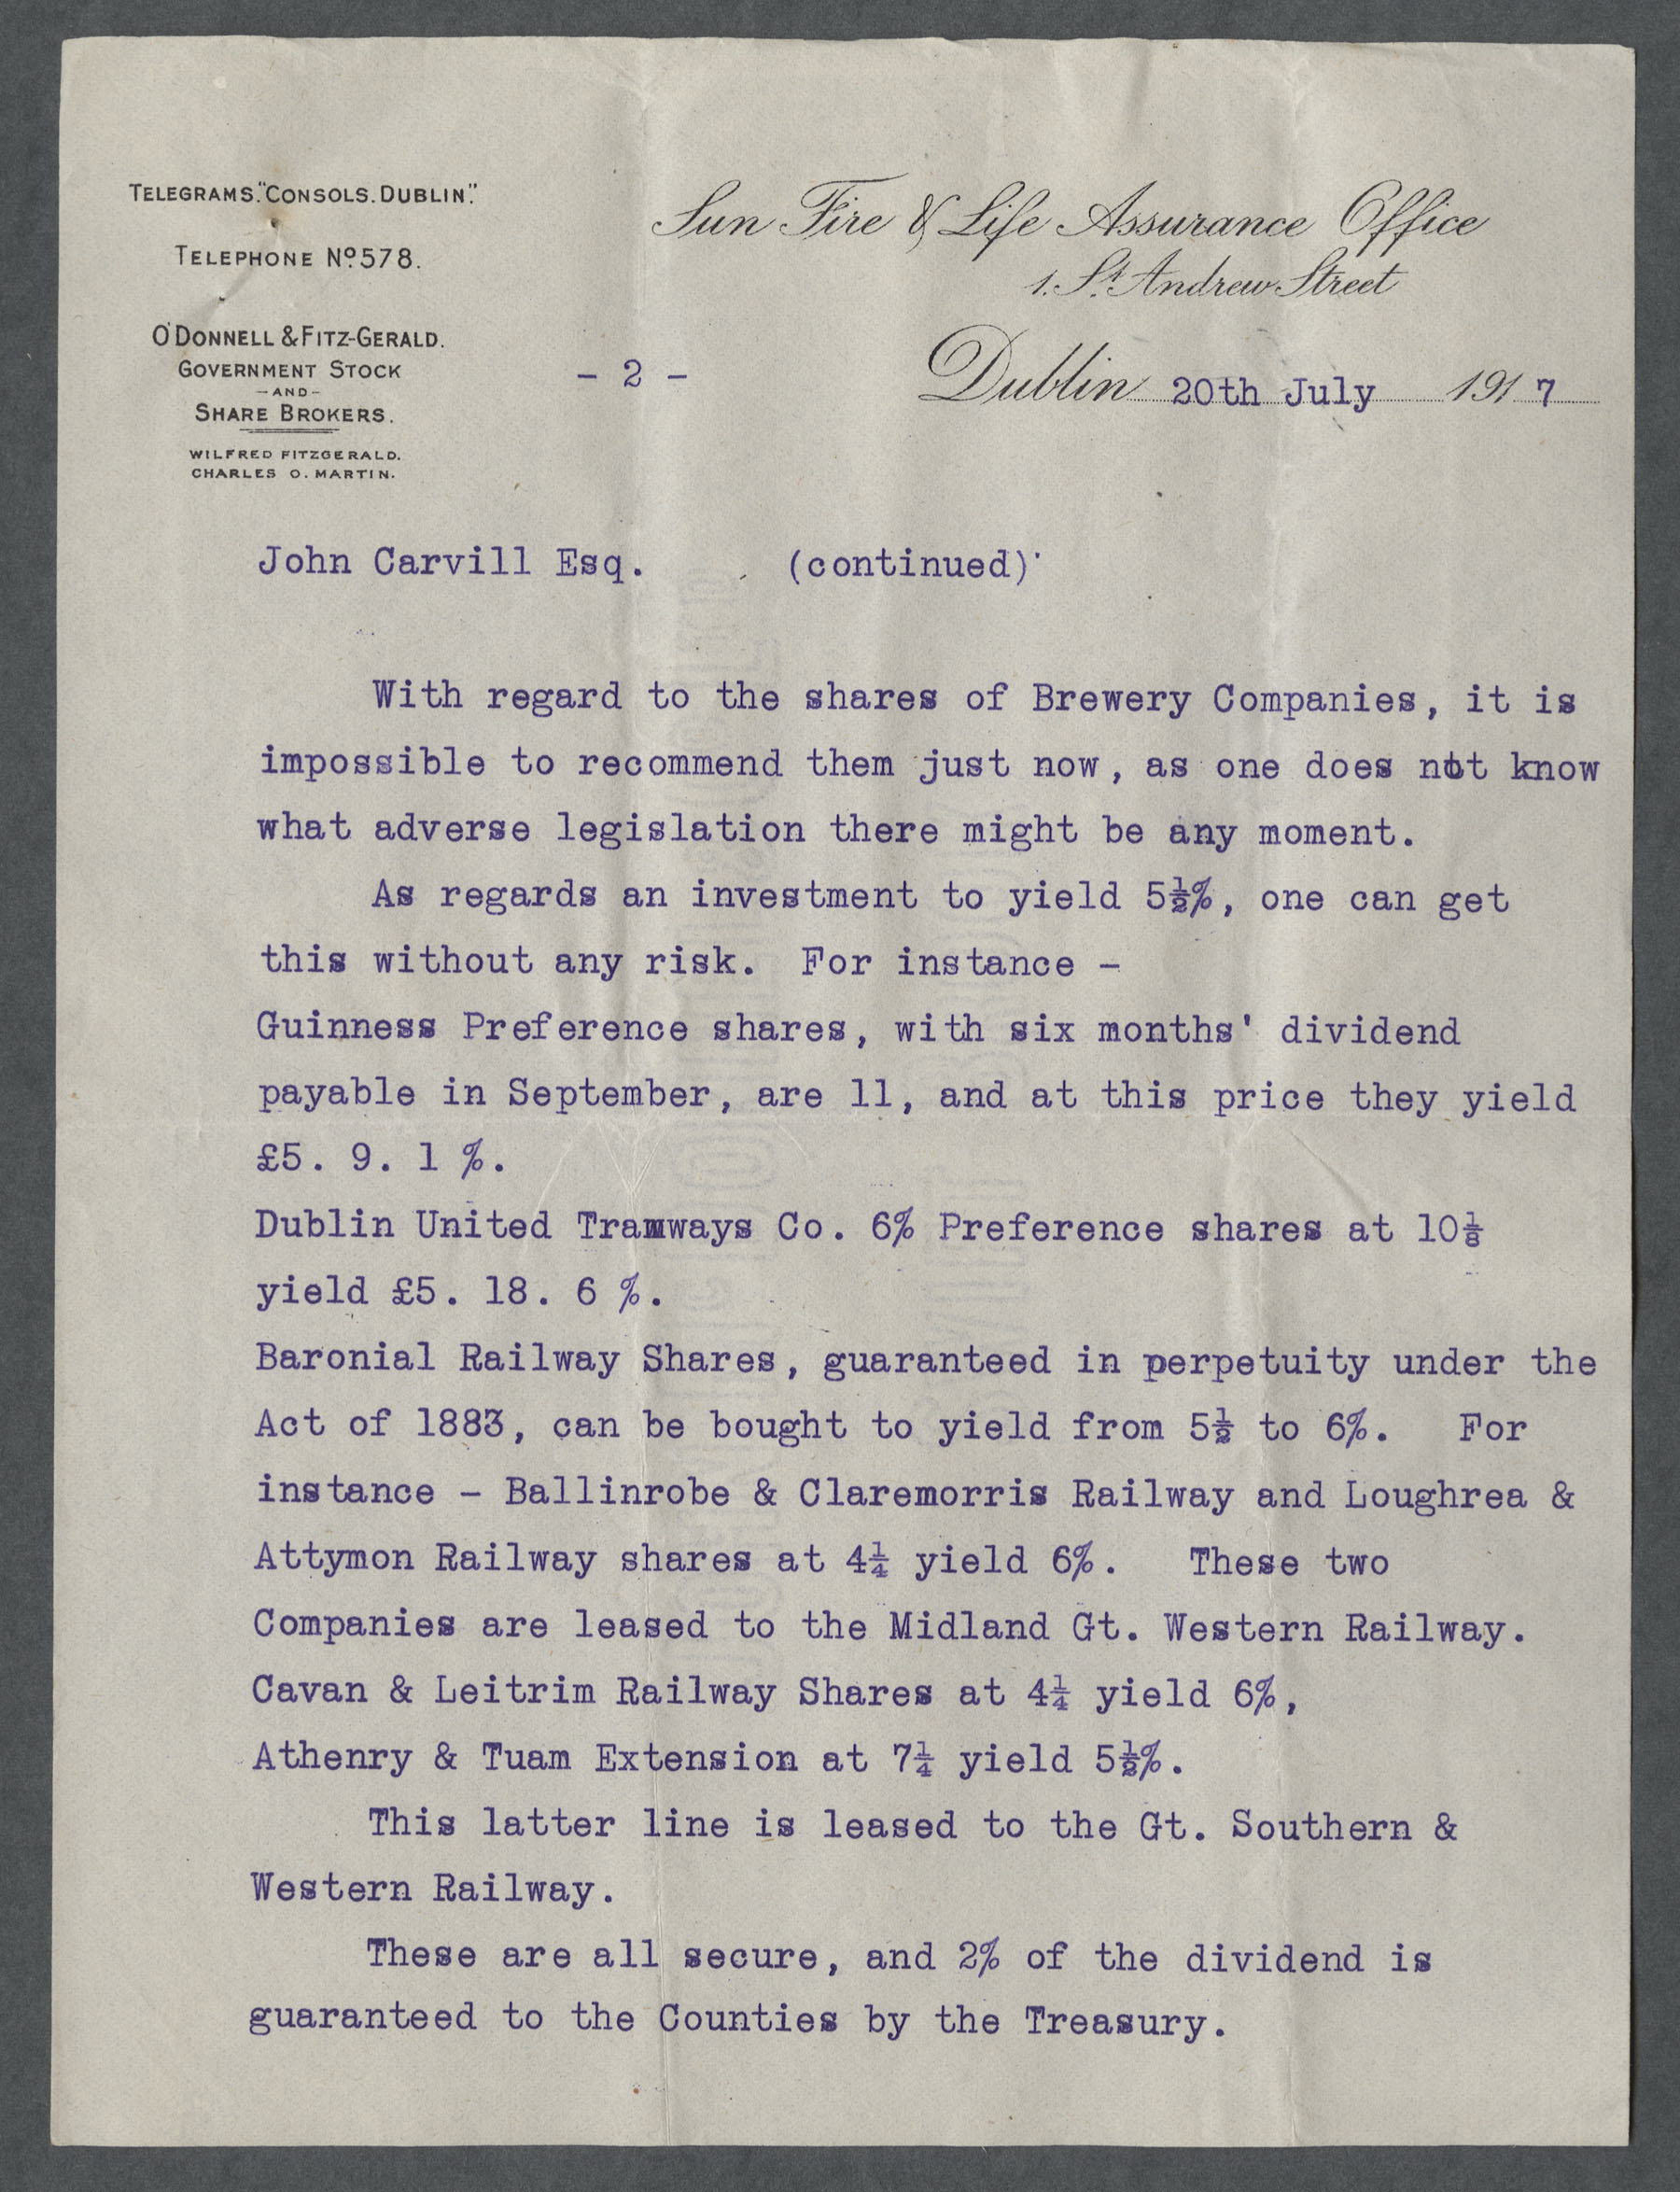 TELEGRAMS. "CONSOLS. DUBLIN."
TELEPHONE Nº 578.
O'DONNELL & FITZ-GERALD.
GOVERNMENT STOCK
-AND-
SHARE BROKERS.
WILFRED FITZGERALD.
CHARLES O. MARTIN.
Sun Fire & Life Assurance Office
1. St. Andrew Street
- 2 -
Dublin 20th July 1917
John Carvill Esq. (continued)
With regard to the shares of Brewery Companies, it is
impossible to recommend them just now, as one does not know
what adverse legislation there might be any moment.
As regards an investment to yield 5½%, one can get
this without any risk. For instance -
Guinness Preference shares, with six months' dividend
payable in September, are 11, and at this price they yield
£5. 9. 1 %.
Dublin United Tramways Co. 6% Preference shares at 10⅛
yield £5. 18. 6 %.
Baronial Railway Shares, guaranteed in perpetuity under the
Act of 1883, can be bought to yield from 5½ to 6%. For
instance - Ballinrobe & Claremorris Railway and Loughrea &
Attymon Railway shares at 4¼ yield 6%. These two
Companies are leased to the Midland Gt. Western Railway.
Cavan & Leitrim Railway Shares at 4¼ yield 6%,
Athenry & Tuam Extension at 7¼ yield 5½%.
This latter line is leased to the Gt. Southern &
Western Railway.
These are all secure, and 2% of the dividend is
guaranteed to the Counties by the Treasury.